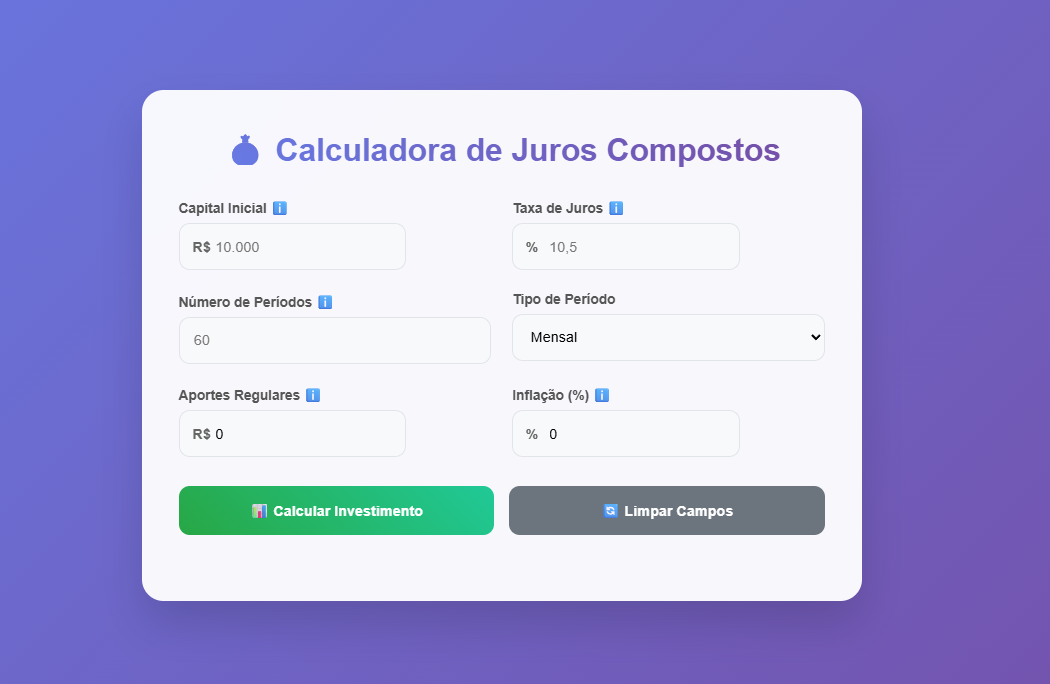 Calculadora de Juros Compostos
Capital Inicial ℹ️
R$ 10.000
Taxa de Juros ℹ️
% 10,5
Número de Períodos ℹ️
60
Tipo de Período
Mensal
Aportes Regulares ℹ️
R$ 0
Inflação (%) ℹ️
% 0
Calcular Investimento
Limpar Campos